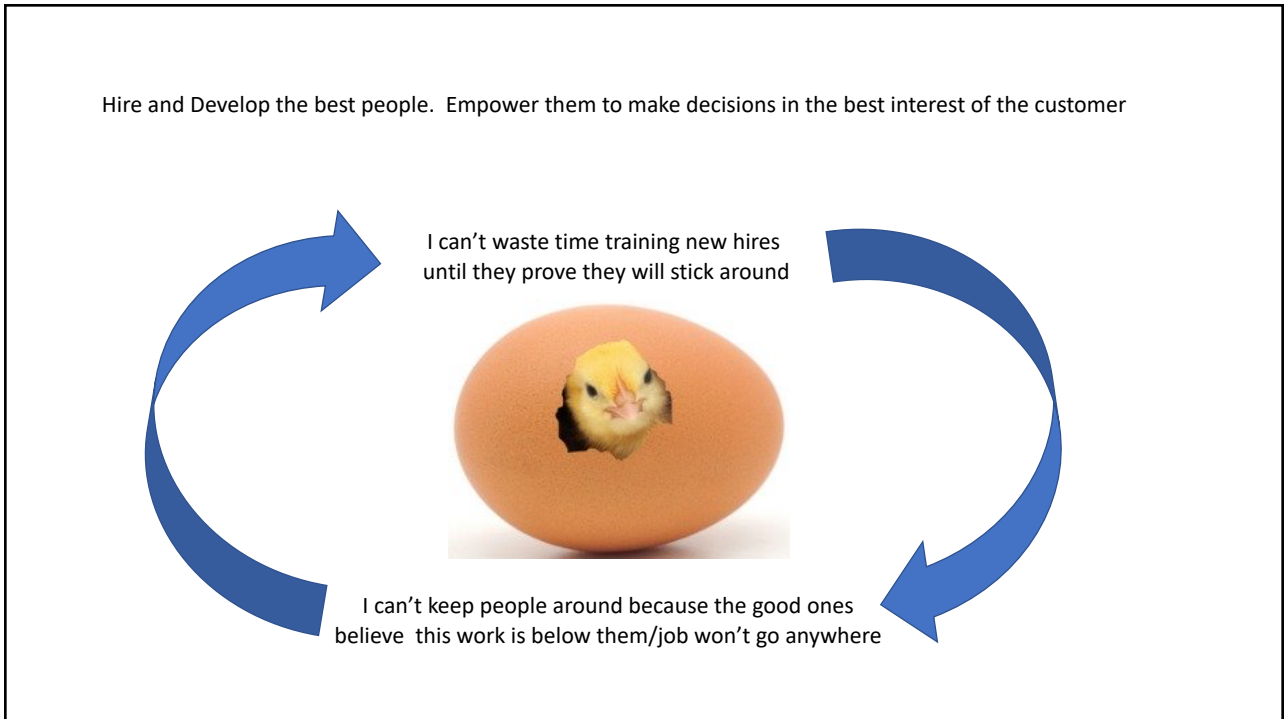 Hire and Develop the best people.  Empower them to make decisions in the best interest of the customer
I can’t waste time training new hires
until they prove they will stick around
I can’t keep people around because the good ones
believe  this work is below them/job won’t go anywhere